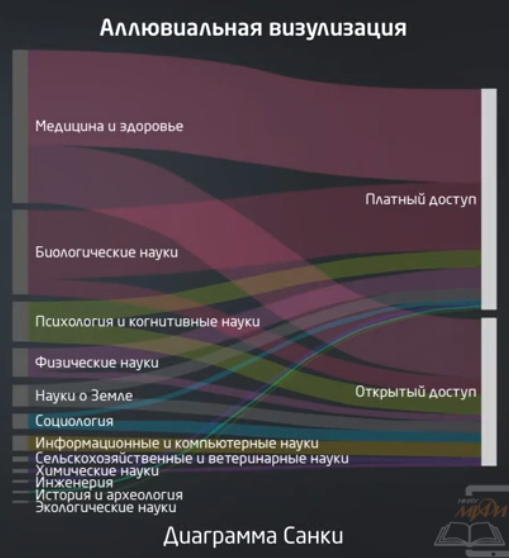 Аллювиальная визулизация
Медицина и здоровье
Платный доступ
Биологические науки
Психология и когнитивные науки
Физические науки
Науки о Земле
Открытый доступ
Социология
Информационные и компьютерные науки
Сельскохозяйственные и ветеринарные науки
Химические науки
Инженерия
История и археология
Экологические науки
Диаграмма Санки